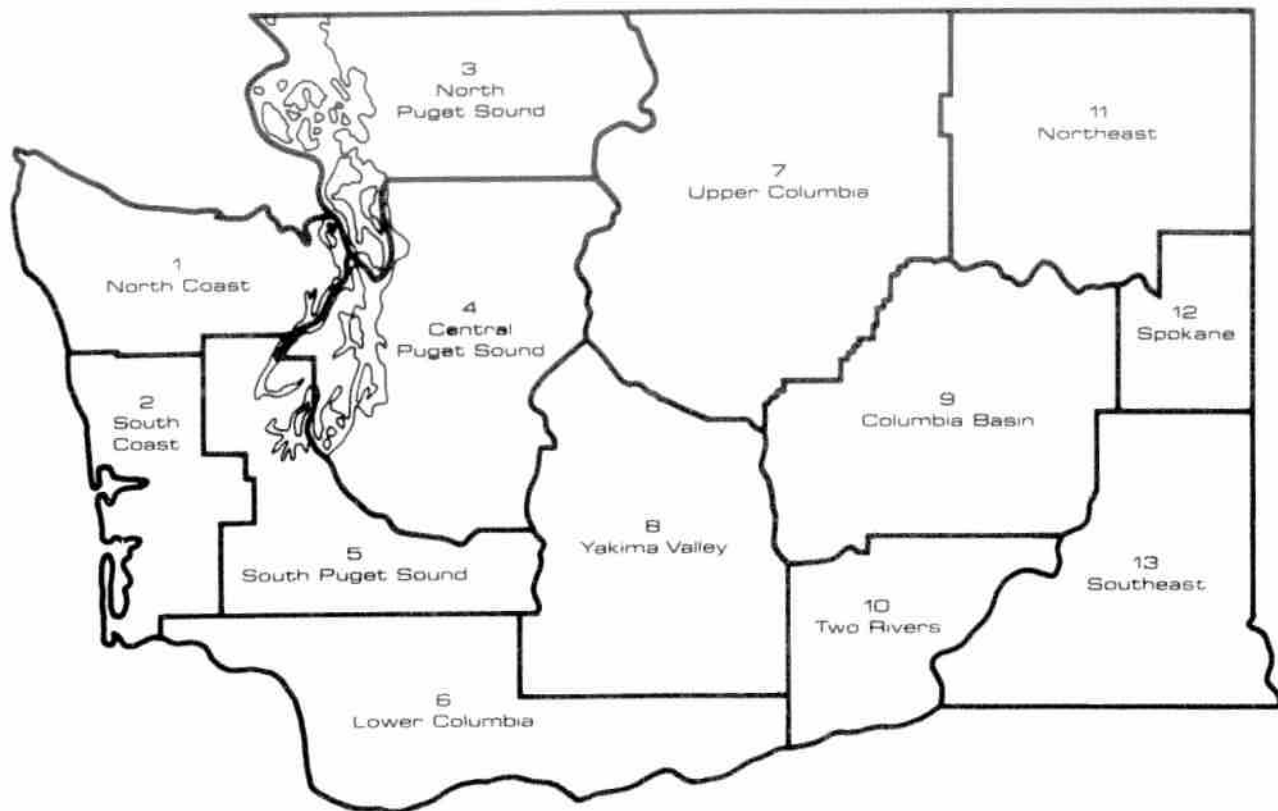 1
North Coast
2
South
Coast
3
North
Puget Sound
4
Central
Puget Sound
5
South Puget Sound
6
Lower Columbia
7
Upper Columbia
8
Yakima Valley
9
Columbia Basin
10
Two Rivers
11
Northeast
12
Spokane
13
Southeast